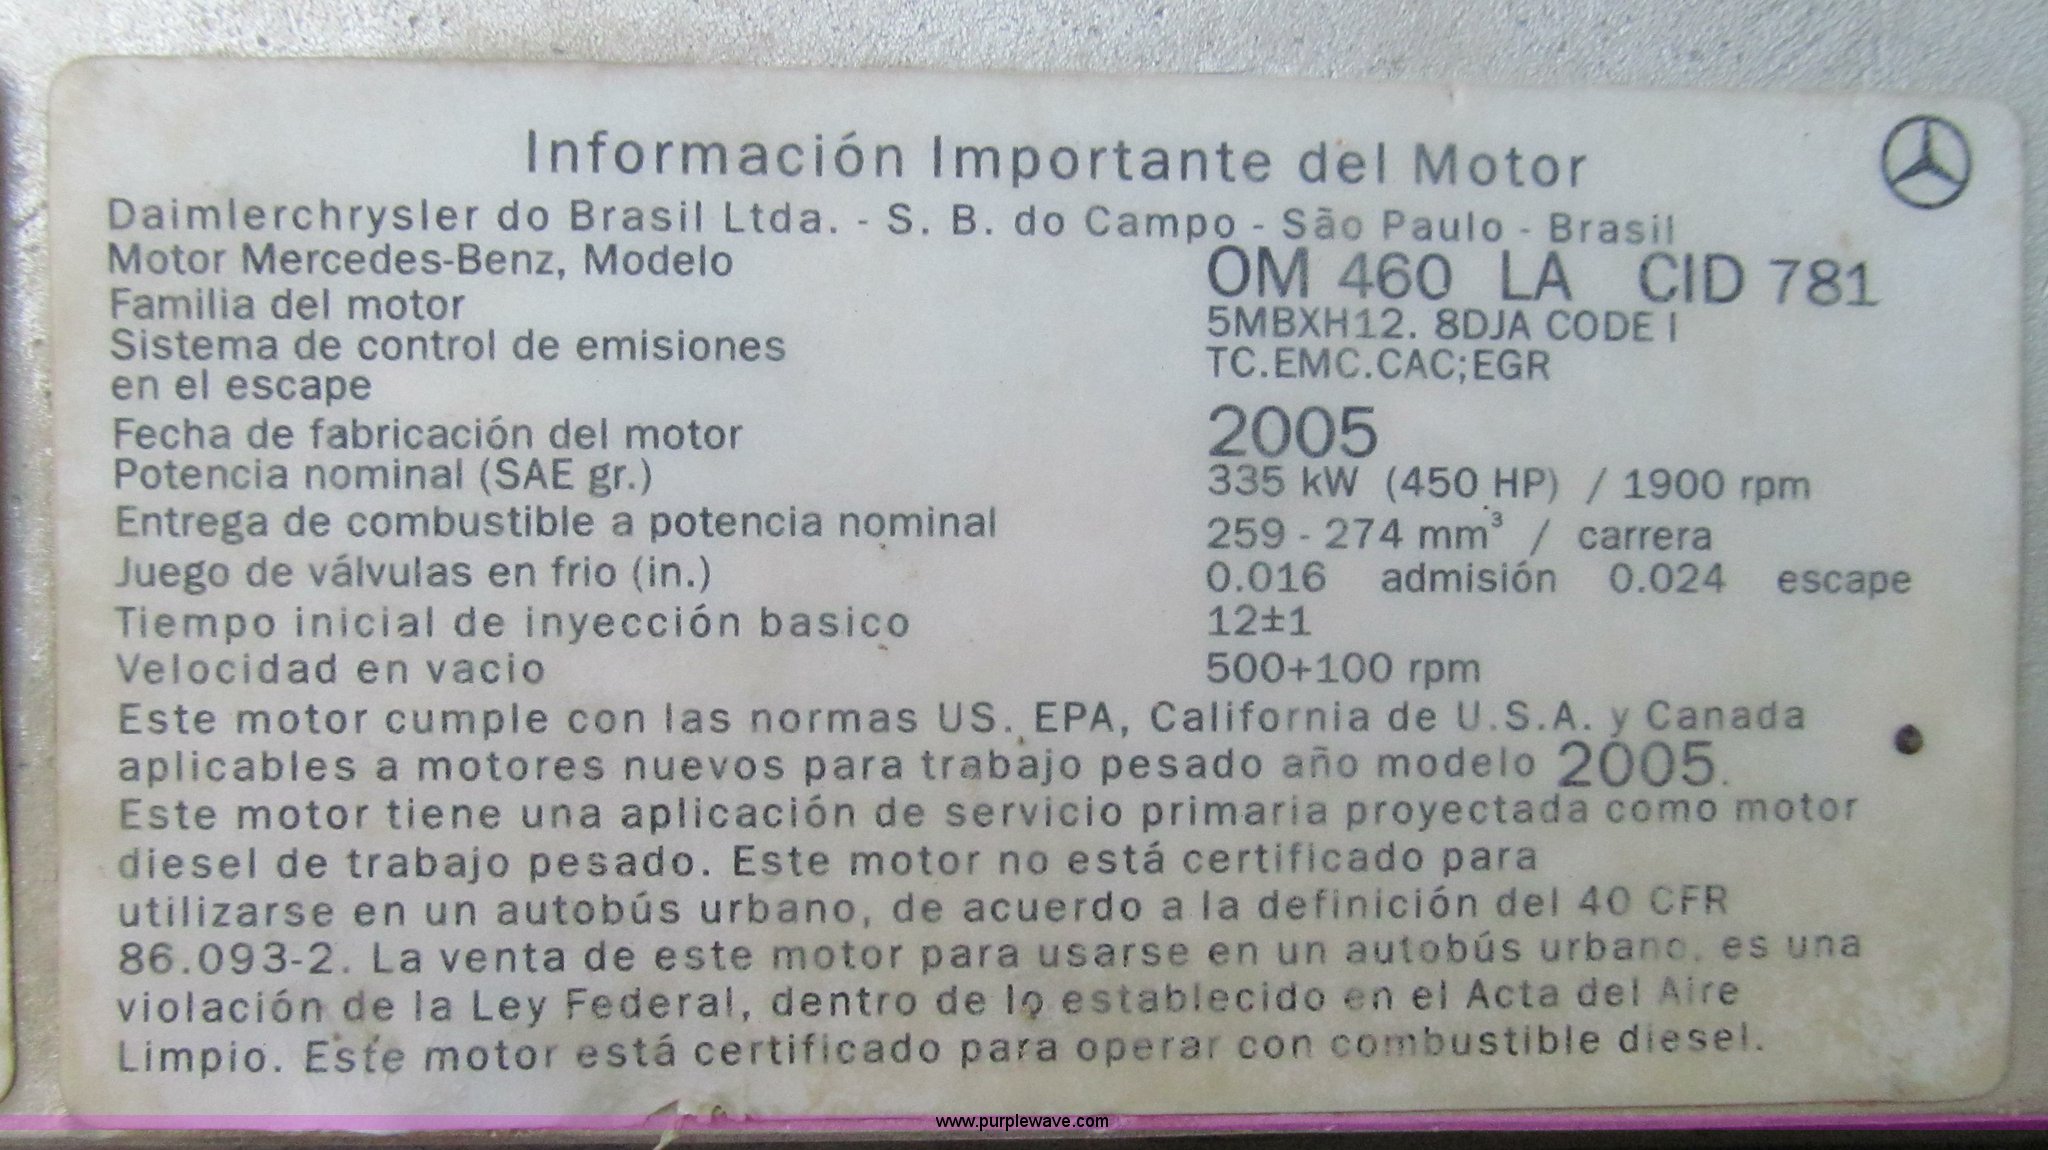 Información Importante del Motor
Daimlerchrysler do Brasil Ltda. - S. B. do Campo - São Paulo - Brasil
Motor Mercedes-Benz, Modelo OM 460 LA CID 781
Familia del motor 5MBXH12. 8DJA CODE I
Sistema de control de emisiones TC.EMC.CAC;EGR
en el escape
Fecha de fabricación del motor 2005
Potencia nominal (SAE gr.) 335 kW (450 HP) / 1900 rpm
Entrega de combustible a potencia nominal 259 - 274 mm³ / carrera
Juego de válvulas en frio (in.) 0.016 admisión 0.024 escape
Tiempo inicial de inyección basico 12±1
Velocidad en vacio 500+100 rpm
Este motor cumple con las normas US. EPA, California de U.S.A. y Canada
aplicables a motores nuevos para trabajo pesado año modelo 2005.
Este motor tiene una aplicación de servicio primaria proyectada como motor
diesel de trabajo pesado. Este motor no está certificado para
utilizarse en un autobús urbano, de acuerdo a la definición del 40 CFR
86.093-2. La venta de este motor para usarse en un autobús urbano, es una
violación de la Ley Federal, dentro de lo establecido en el Acta del Aire
Limpio. Este motor está certificado para operar con combustible diesel.
www.purplewave.com